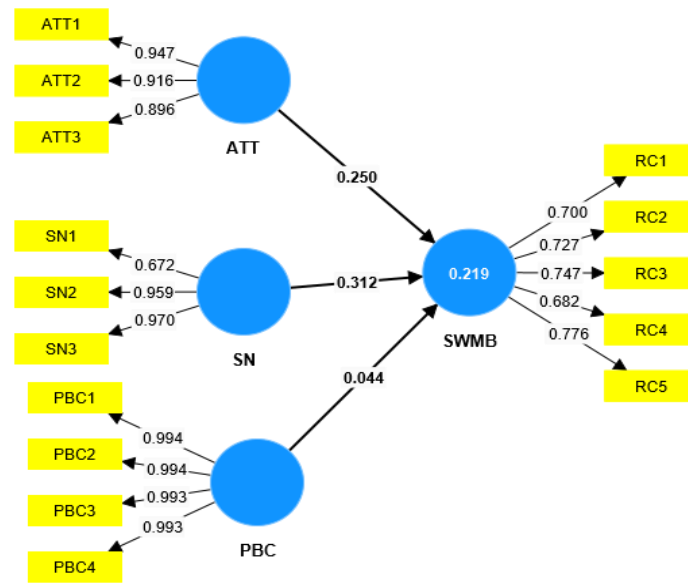 ATT1
0.947
ATT2
0.916
ATT3
0.896
ATT
0.250
SN1
0.672
SN2
0.959
SN3
0.970
SN
0.312
PBC1
0.994
PBC2
0.994
PBC3
0.993
PBC4
0.993
PBC
0.044
0.219
SWMB
RC1
0.700
RC2
0.727
RC3
0.747
RC4
0.682
RC5
0.776